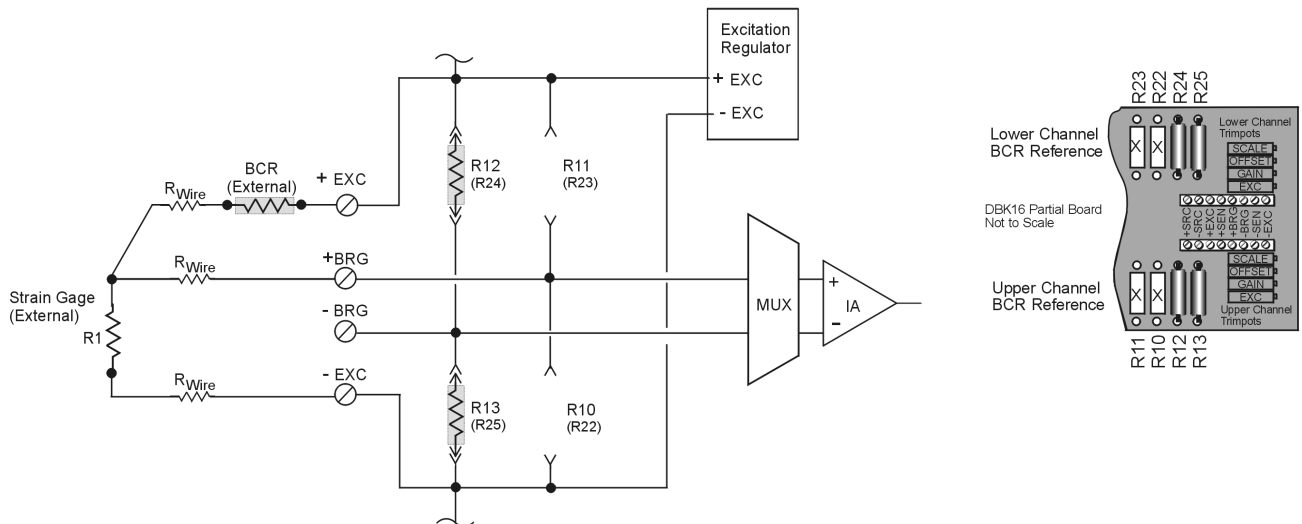 Excitation
Regulator
+ EXC
- EXC
R12
(R24)
R11
(R23)
BCR
(External)
+ EXC
RWire
RWire
+BRG
Strain Gage
(External)
R1
- BRG
MUX
+
-
IA
RWire
- EXC
R13
(R25)
R10
(R22)
R23
R22
R24
R25
Lower Channel
BCR Reference
X
X
Lower Channel
Trimpots
SCALE
OFFSET
GAIN
EXC
DBK16 Partial Board
Not to Scale
+SRC
-SRC
+EXC
+SEN
+BRG
-BRG
-SEN
-EXC
Upper Channel
BCR Reference
X
X
SCALE
OFFSET
GAIN
EXC
Upper Channel
Trimpots
R11
R10
R12
R13